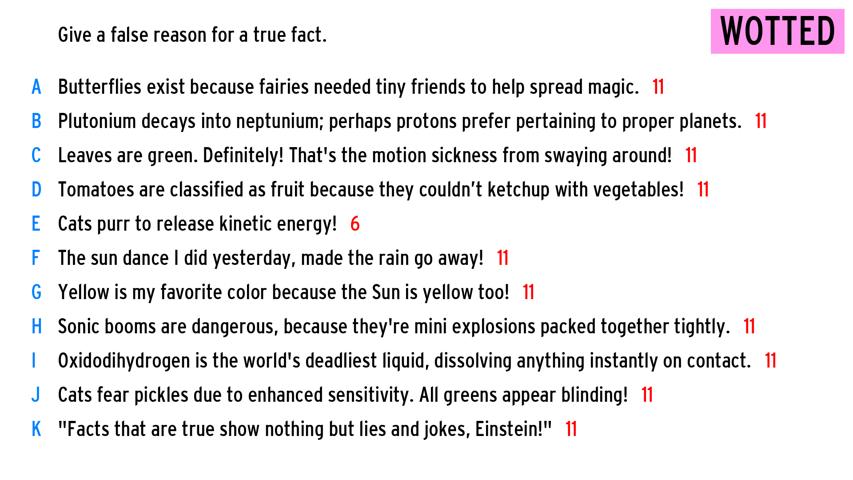 Give a false reason for a true fact.
WOTTED
A Butterflies exist because fairies needed tiny friends to help spread magic. 11
B Plutonium decays into neptunium; perhaps protons prefer pertaining to proper planets. 11
C Leaves are green. Definitely! That's the motion sickness from swaying around! 11
D Tomatoes are classified as fruit because they couldn’t ketchup with vegetables! 11
E Cats purr to release kinetic energy! 6
F The sun dance I did yesterday, made the rain go away! 11
G Yellow is my favorite color because the Sun is yellow too! 11
H Sonic booms are dangerous, because they're mini explosions packed together tightly. 11
I Oxidodihydrogen is the world's deadliest liquid, dissolving anything instantly on contact. 11
J Cats fear pickles due to enhanced sensitivity. All greens appear blinding! 11
K "Facts that are true show nothing but lies and jokes, Einstein!" 11